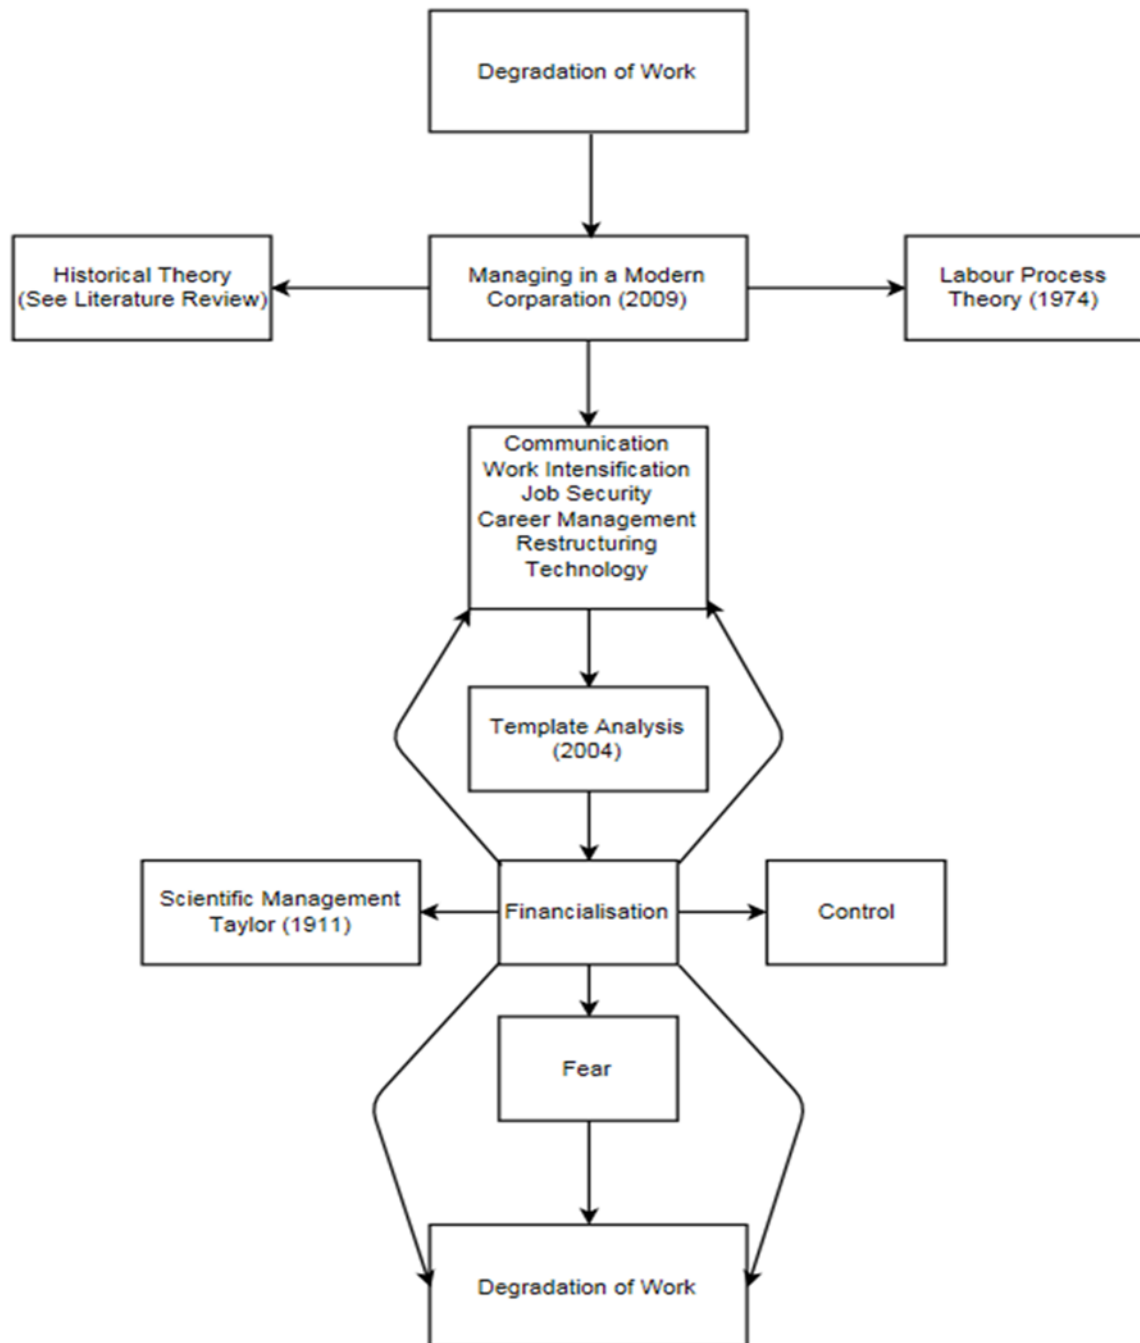 Degradation of Work
Historical Theory
(See Literature Review)
Managing in a Modern
Corparation (2009)
Labour Process
Theory (1974)
Communication
Work Intensification
Job Security
Career Management
Restructuring
Technology
Template Analysis
(2004)
Scientific Management
Taylor (1911)
Financialisation
Control
Fear
Degradation of Work